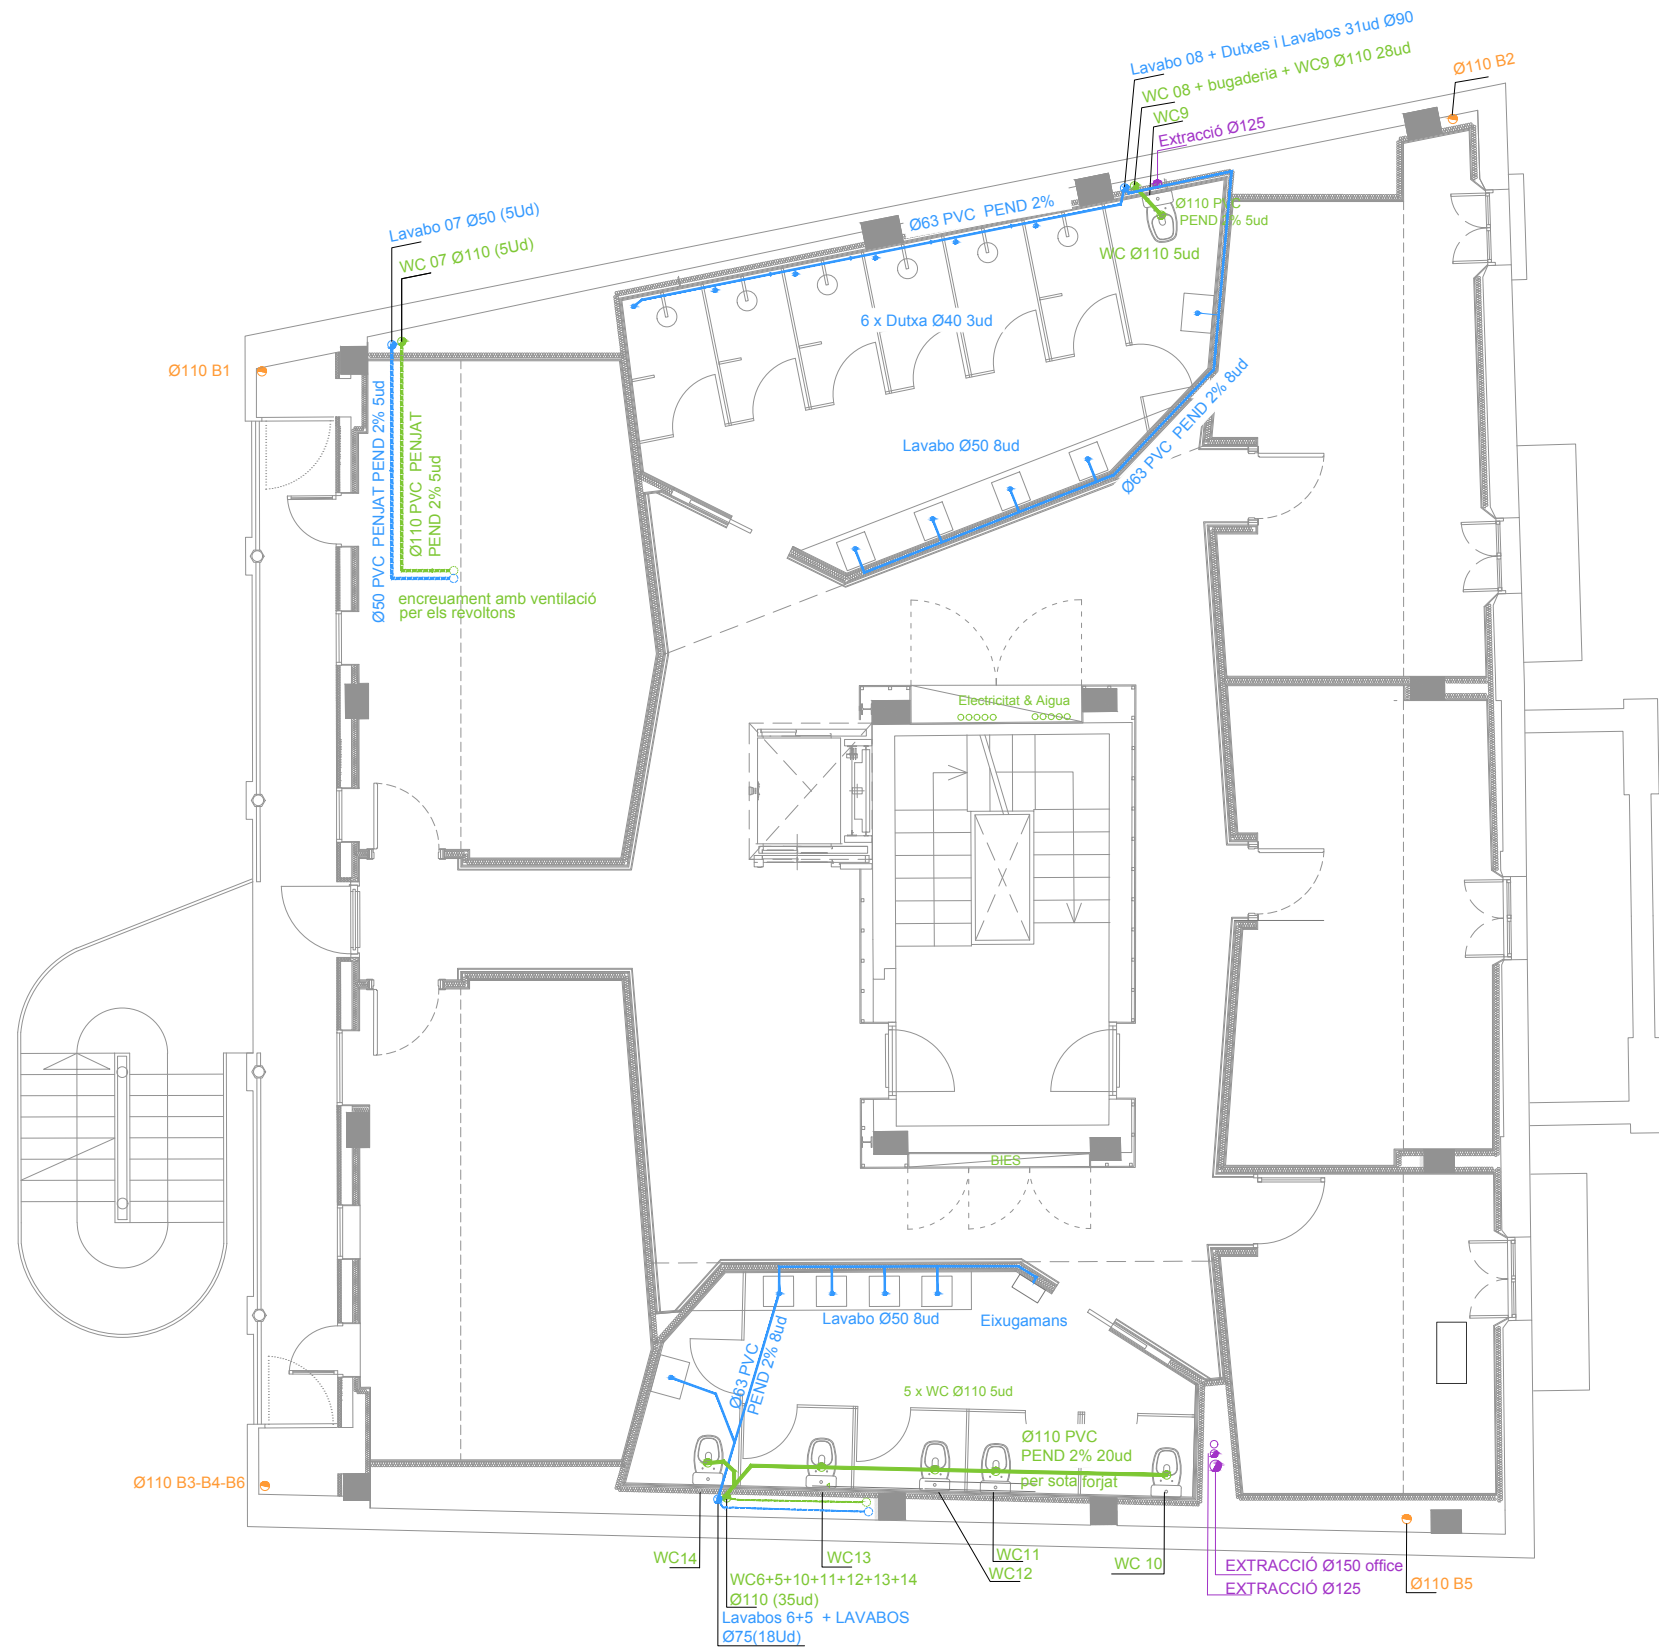 Lavabo 08 + Dutxes i Lavabos 31ud Ø90
WC 08 + bugaderia + WC9 Ø110 28ud
WC9
Extracció Ø125
Ø110 B2
Lavabo 07 Ø50 (5Ud)
WC 07 Ø110 (5Ud)
Ø63 PVC PEND 2%
Ø110 PVC
PEND 2% 5ud
WC Ø110 5ud
6 x Dutxa Ø40 3ud
Ø110 B1
Ø50 PVC PENJAT PEND 2% 5ud
Ø110 PVC PENJAT
PEND 2% 5ud
Lavabo Ø50 8ud
Ø63 PVC PEND 2% 8ud
encreuament amb ventilació
per els revoltons
Electricitat & Aigua
BIES
Lavabo Ø50 8ud
Eixugamans
Ø63 PVC
PEND 2% 8ud
5 x WC Ø110 5ud
Ø110 PVC
PEND 2% 20ud
per sota forjat
Ø110 B3-B4-B6
WC14
WC13
WC11
WC12
WC 10
WC6+5+10+11+12+13+14
Ø110 (35ud)
Lavabos 6+5 + LAVABOS
Ø75(18Ud)
EXTRACCIÓ Ø150 office
EXTRACCIÓ Ø125
Ø110 B5